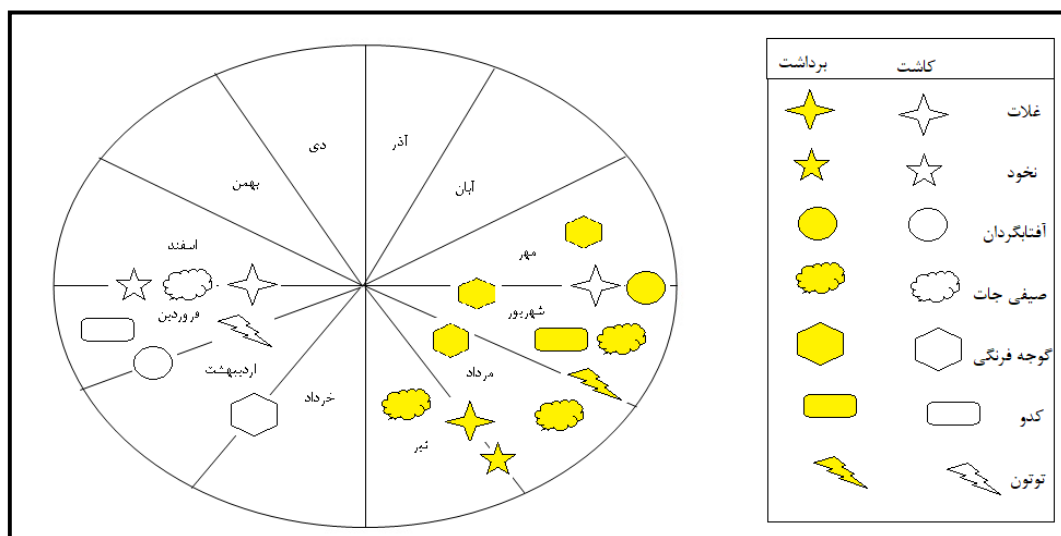 دی
آذر
بهمن
آبان
اسفند
مهر
فروردین
شهریور
اردیبهشت
مرداد
خرداد
تیر
کاشت برداشت
غلات
نخود
آفتابگردان
صیفی جات
گوجه فرنگی
کدو
توتون